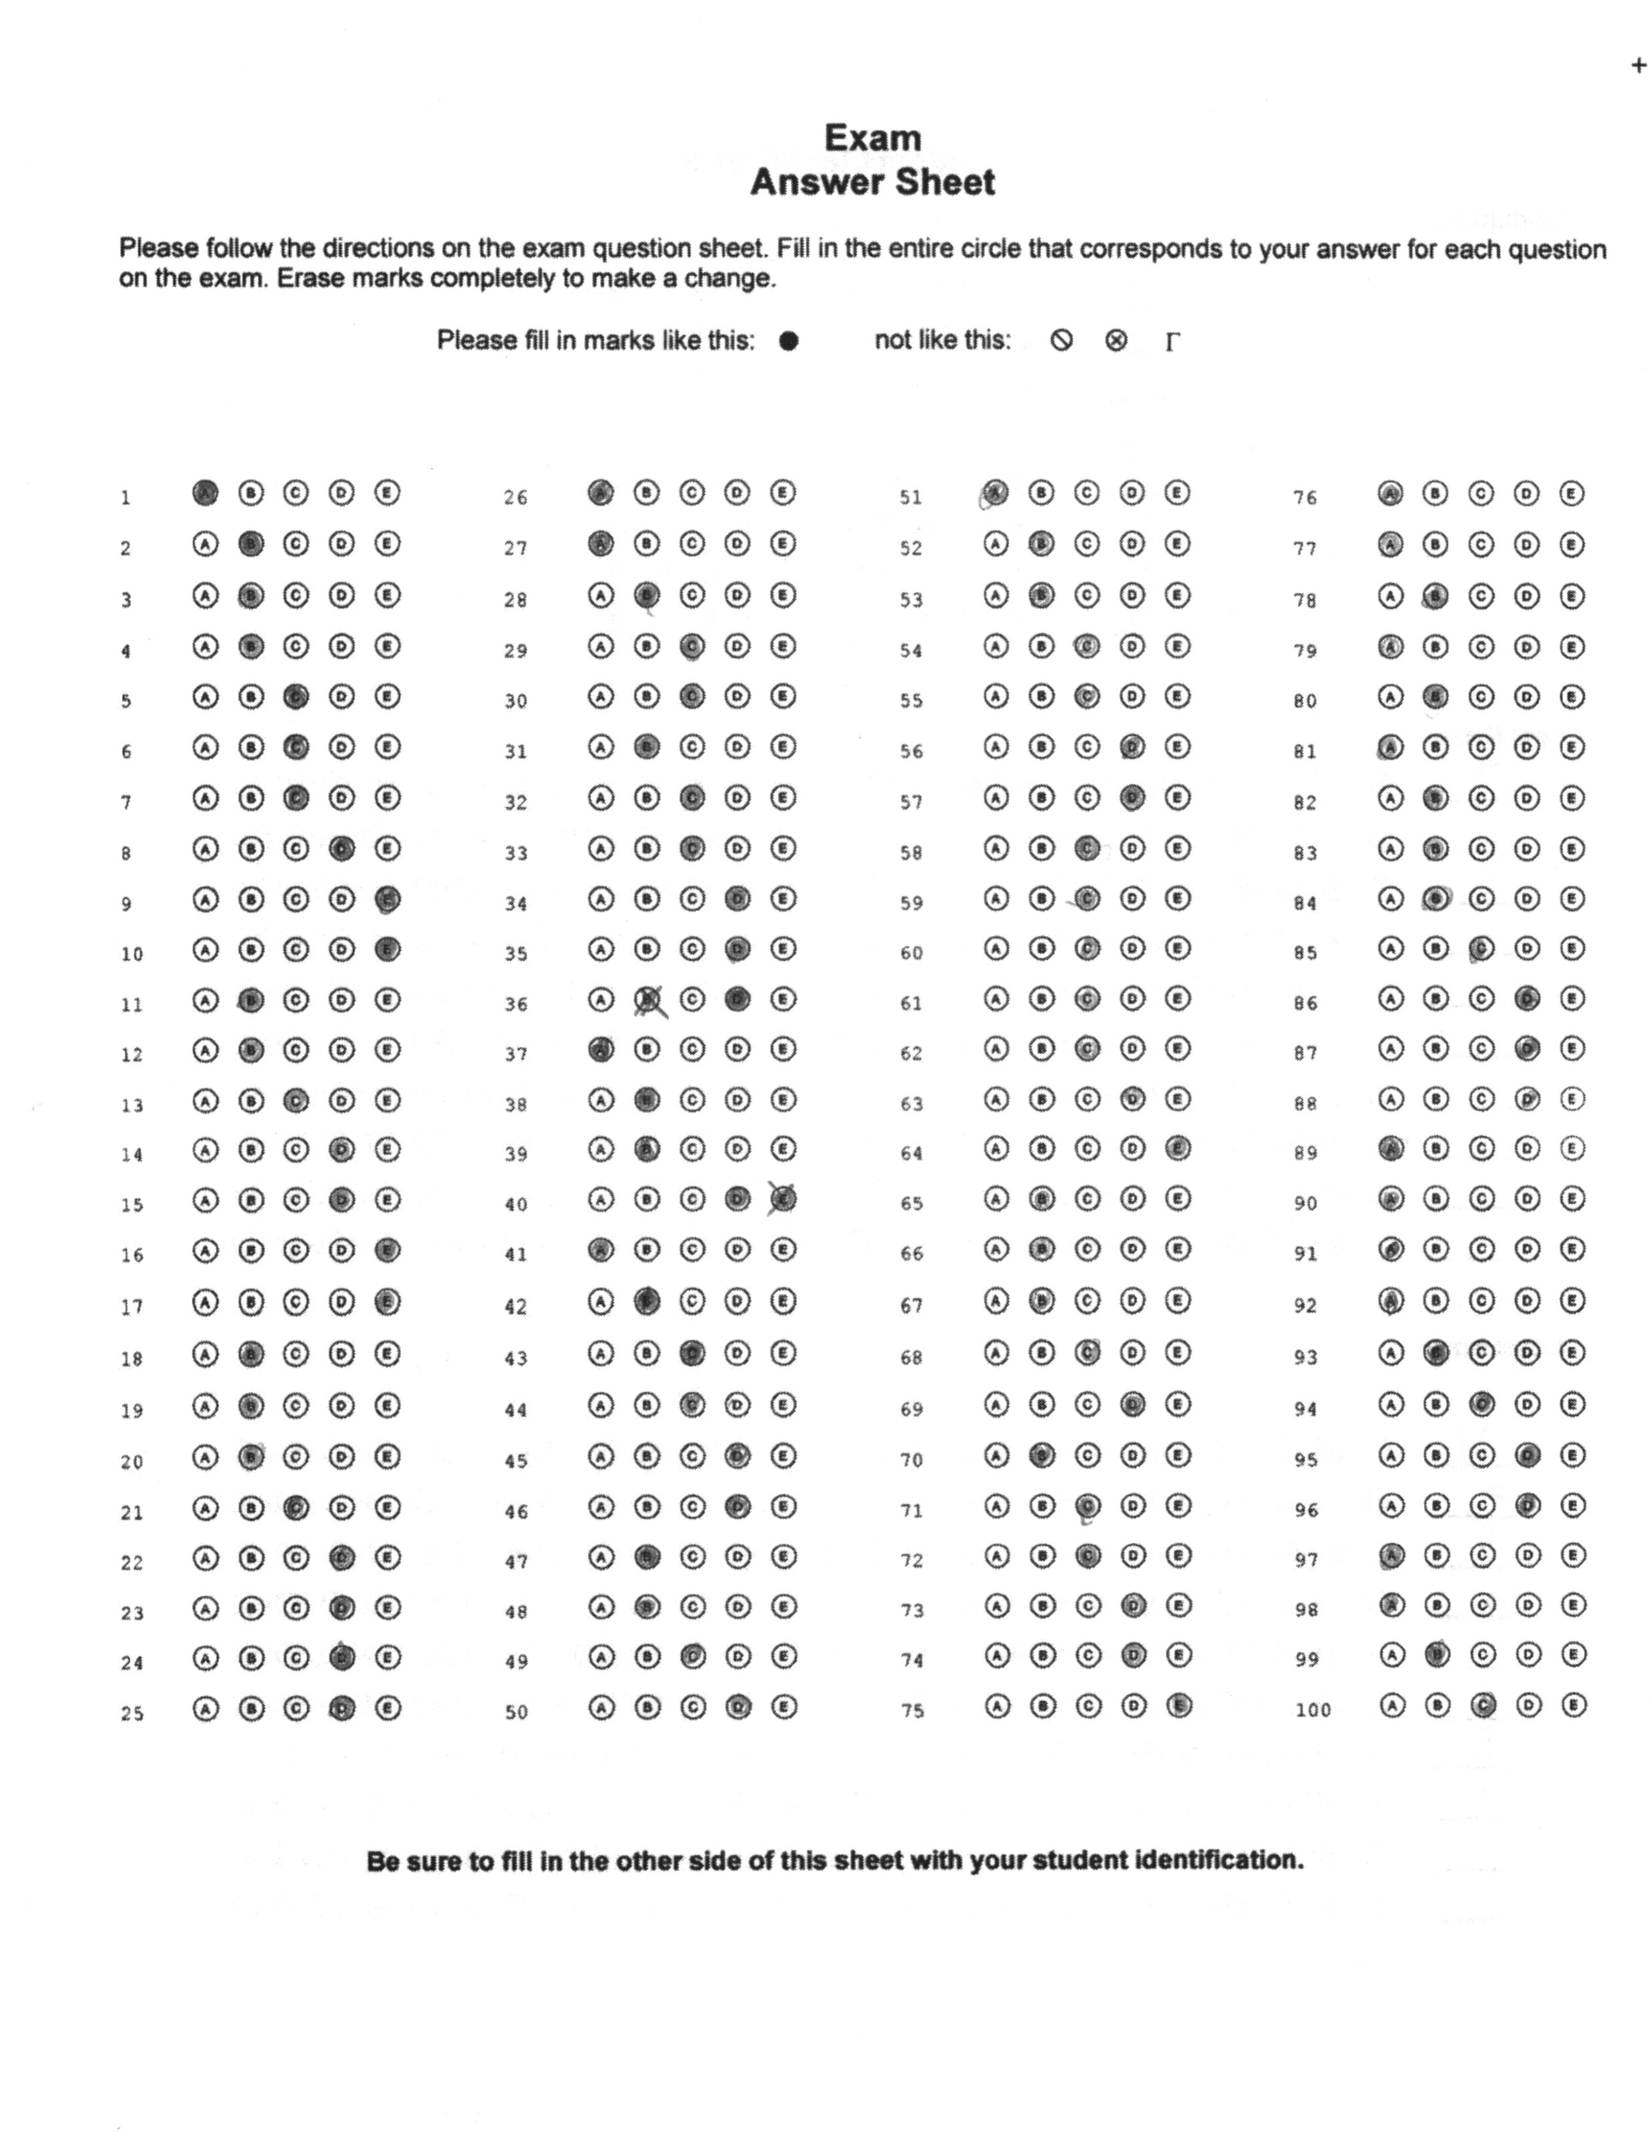 +
Exam
Answer Sheet
Please follow the directions on the exam question sheet. Fill in the entire circle that corresponds to your answer for each question
on the exam. Erase marks completely to make a change.
Please fill in marks like this: ● not like this: ⦸ ⊗ Γ
1 A B C D E 26 A B C D E 51 A B C D E 76 A B C D E
2 A B C D E 27 A B C D E 52 A B C D E 77 A B C D E
3 A B C D E 28 A B C D E 53 A B C D E 78 A B C D E
4 A B C D E 29 A B C D E 54 A B C D E 79 A B C D E
5 A B C D E 30 A B C D E 55 A B C D E 80 A B C D E
6 A B C D E 31 A B C D E 56 A B C D E 81 A B C D E
7 A B C D E 32 A B C D E 57 A B C D E 82 A B C D E
8 A B C D E 33 A B C D E 58 A B C D E 83 A B C D E
9 A B C D E 34 A B C D E 59 A B C D E 84 A B C D E
10 A B C D E 35 A B C D E 60 A B C D E 85 A B C D E
11 A B C D E 36 A B C D E 61 A B C D E 86 A B C D E
12 A B C D E 37 A B C D E 62 A B C D E 87 A B C D E
13 A B C D E 38 A B C D E 63 A B C D E 88 A B C D E
14 A B C D E 39 A B C D E 64 A B C D E 89 A B C D E
15 A B C D E 40 A B C D E 65 A B C D E 90 A B C D E
16 A B C D E 41 A B C D E 66 A B C D E 91 A B C D E
17 A B C D E 42 A B C D E 67 A B C D E 92 A B C D E
18 A B C D E 43 A B C D E 68 A B C D E 93 A B C D E
19 A B C D E 44 A B C D E 69 A B C D E 94 A B C D E
20 A B C D E 45 A B C D E 70 A B C D E 95 A B C D E
21 A B C D E 46 A B C D E 71 A B C D E 96 A B C D E
22 A B C D E 47 A B C D E 72 A B C D E 97 A B C D E
23 A B C D E 48 A B C D E 73 A B C D E 98 A B C D E
24 A B C D E 49 A B C D E 74 A B C D E 99 A B C D E
25 A B C D E 50 A B C D E 75 A B C D E 100 A B C D E
Be sure to fill in the other side of this sheet with your student identification.